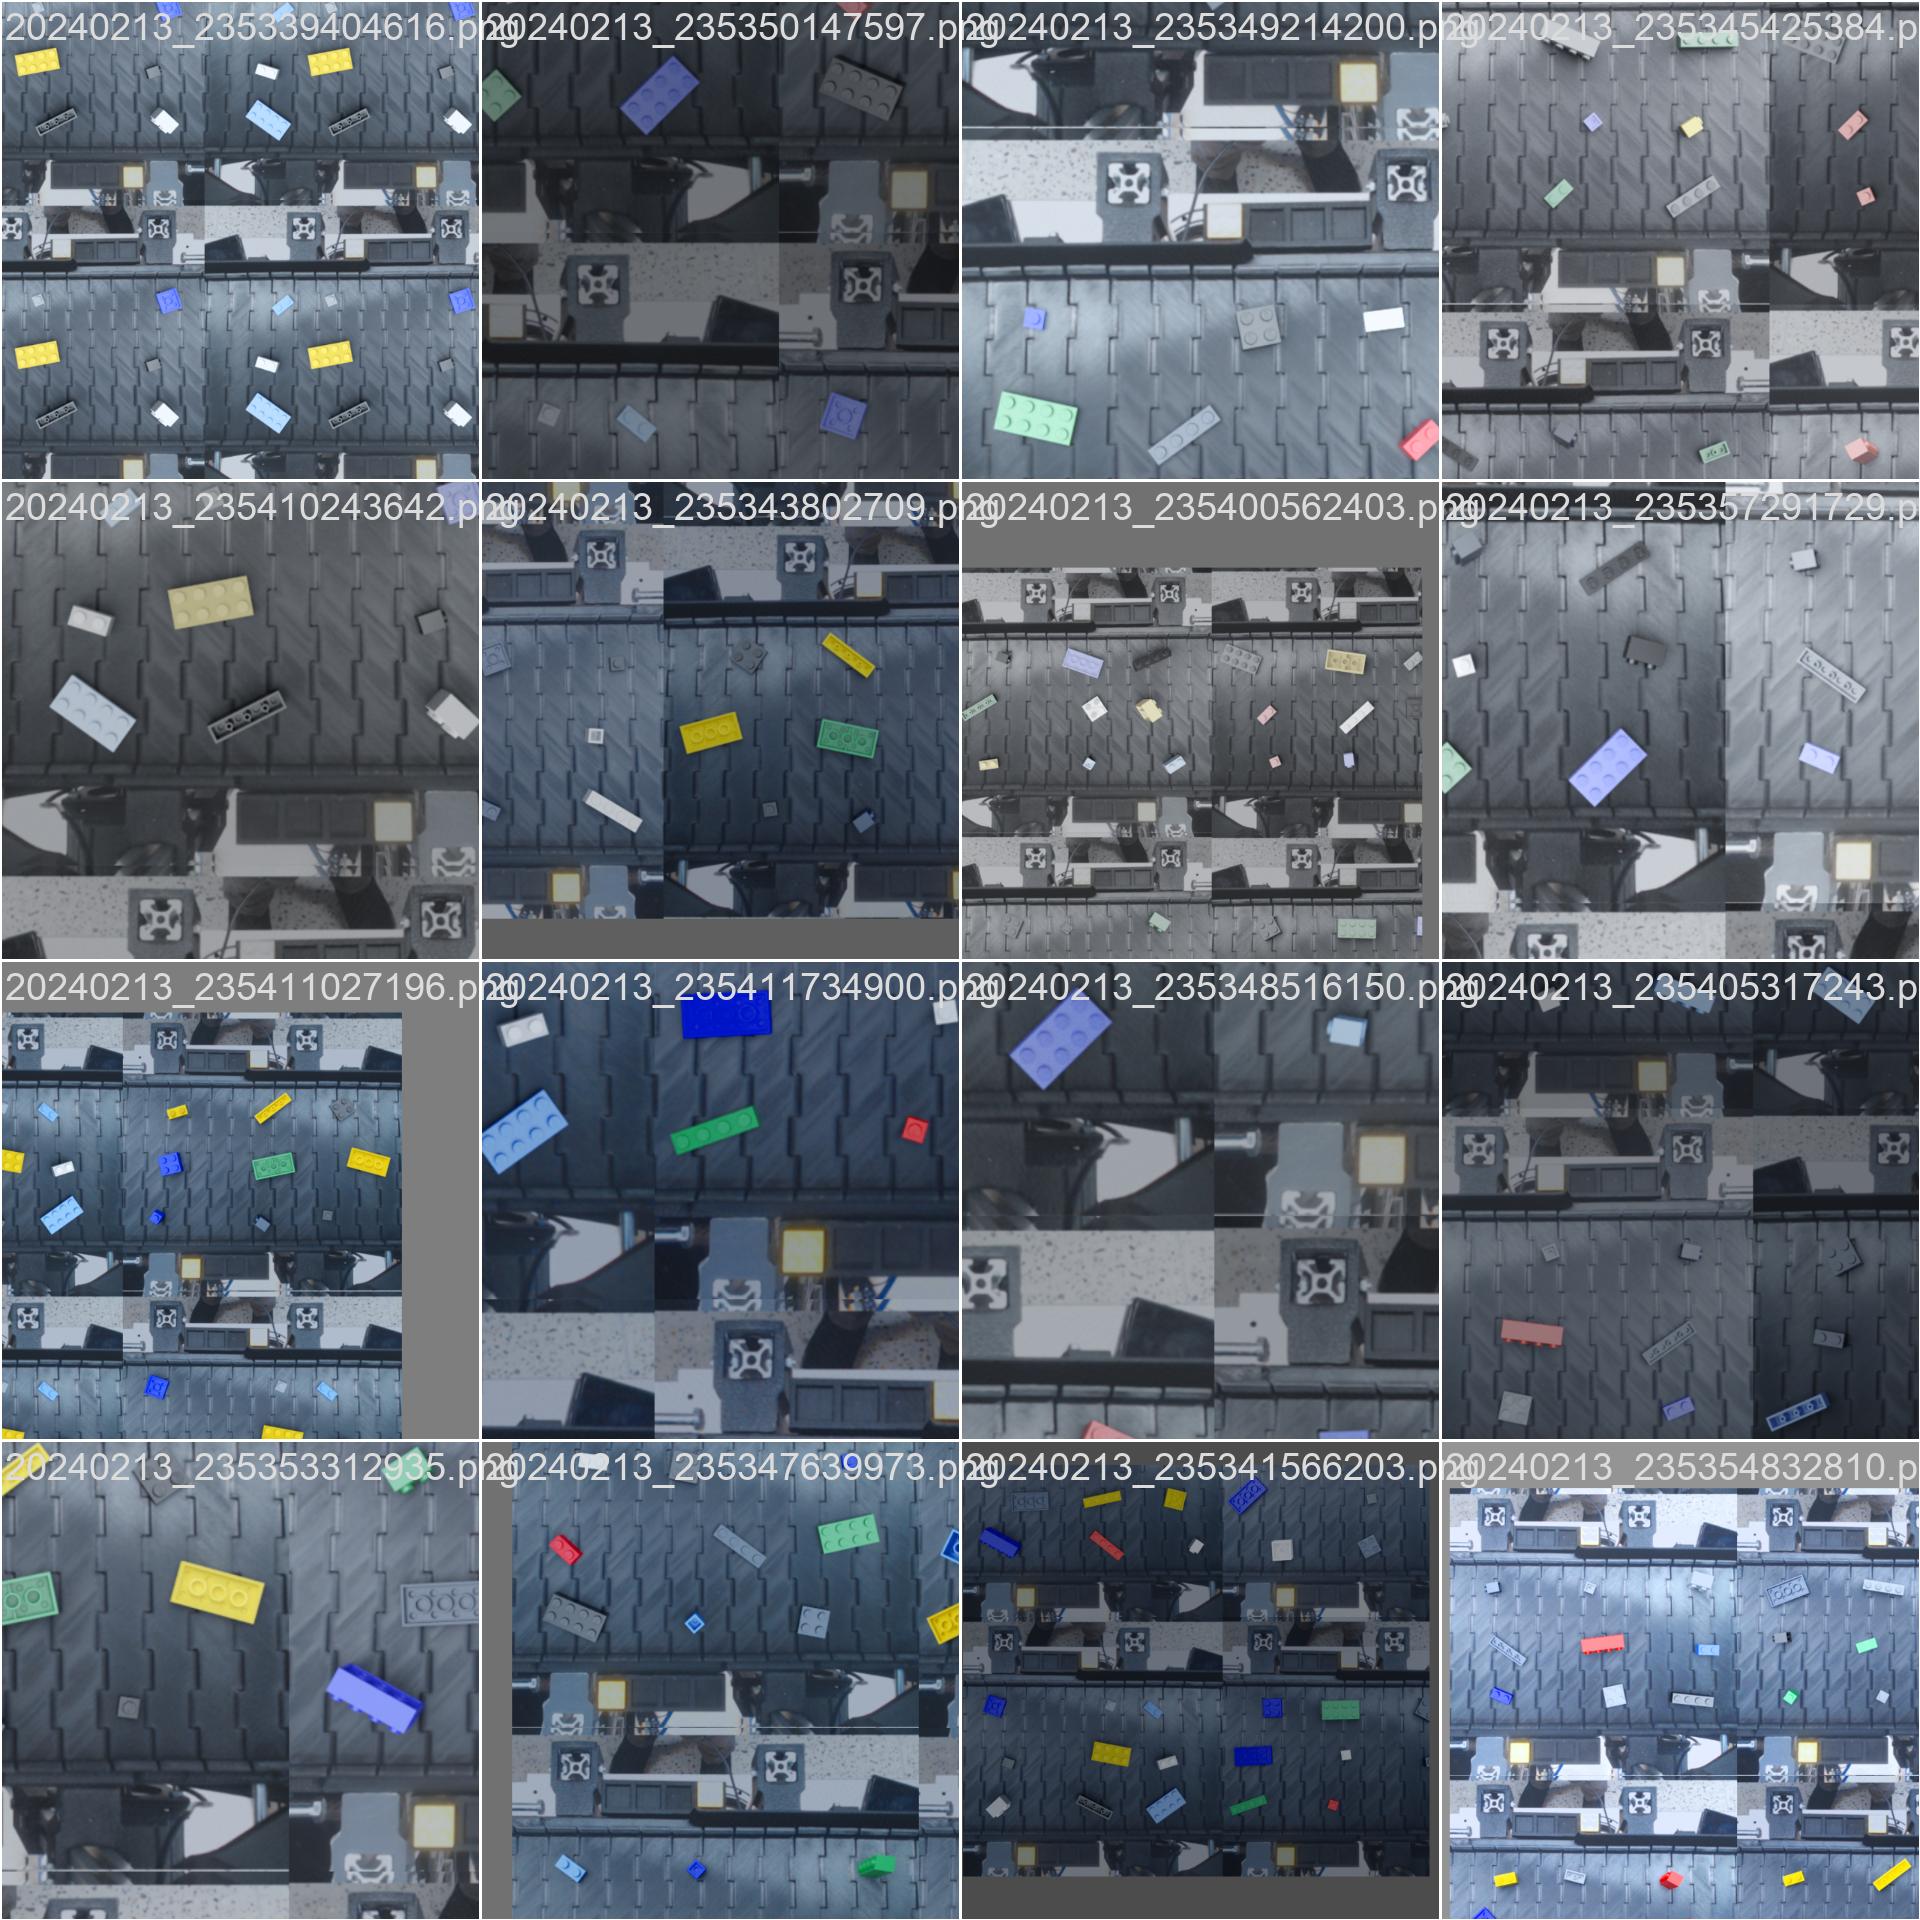 20240213_235339404616.png
20240213_235350147597.png
20240213_235349214200.png
20240213_235345425384.p
20240213_235410243642.png
20240213_235343802709.png
20240213_235400562403.png
20240213_235357291729.p
20240213_235411027196.png
20240213_235411734900.png
20240213_235348516150.png
20240213_235405317243.p
20240213_235353312935.png
20240213_235347639973.png
20240213_235341566203.png
20240213_235354832810.p